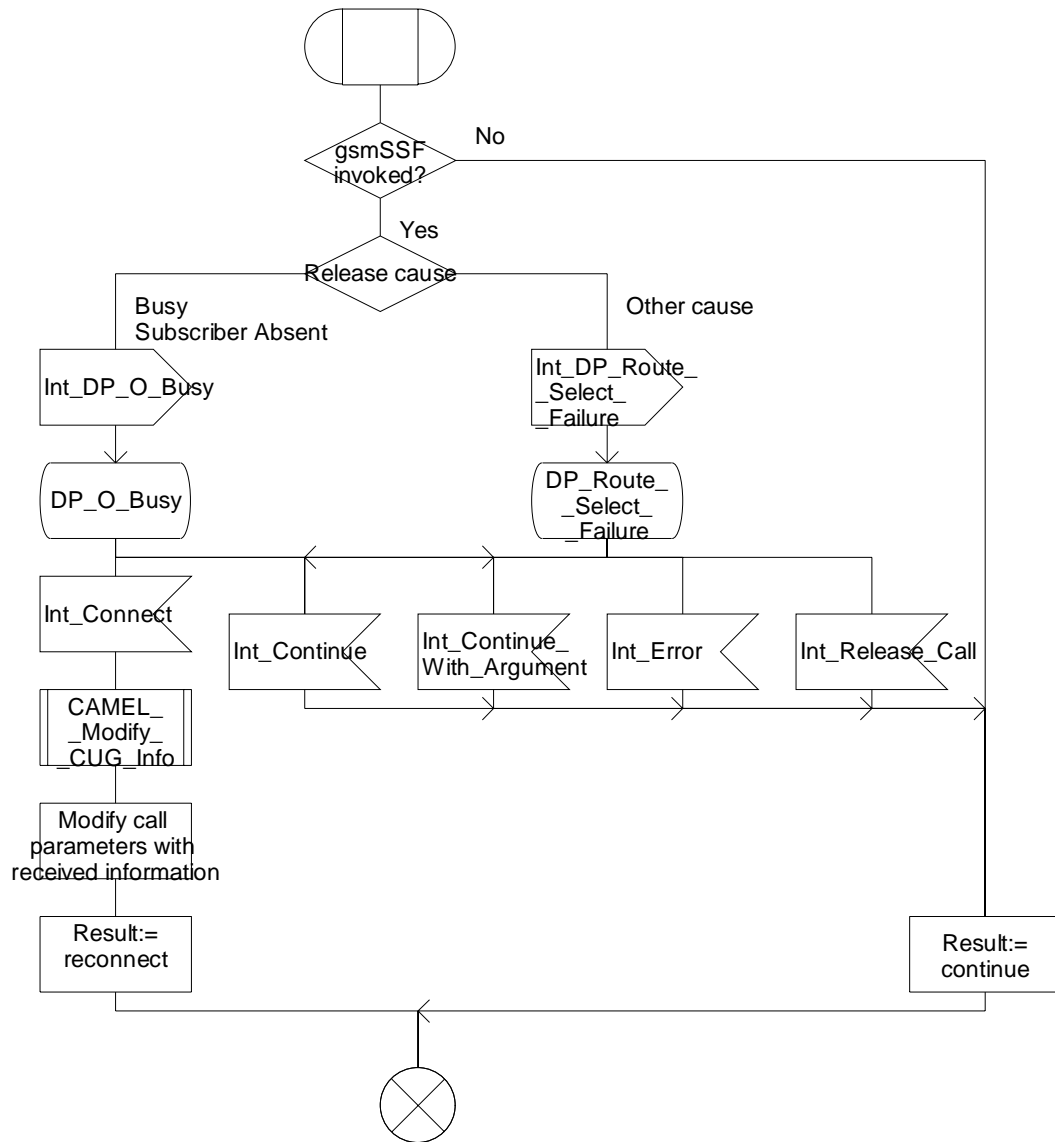 No
gsmSSF
invoked?
Yes
Release cause
Busy
Subscriber Absent
Other cause
Int_DP_O_Busy
Int_DP_Route_
_Select_
_Failure
DP_O_Busy
DP_Route_
_Select_
_Failure
Int_Connect
Int_Continue
Int_Continue_
With_Argument
Int_Error
Int_Release_Call
CAMEL_
_Modify_
_CUG_Info
Modify call
parameters with
received information
Result:=
reconnect
Result:=
continue